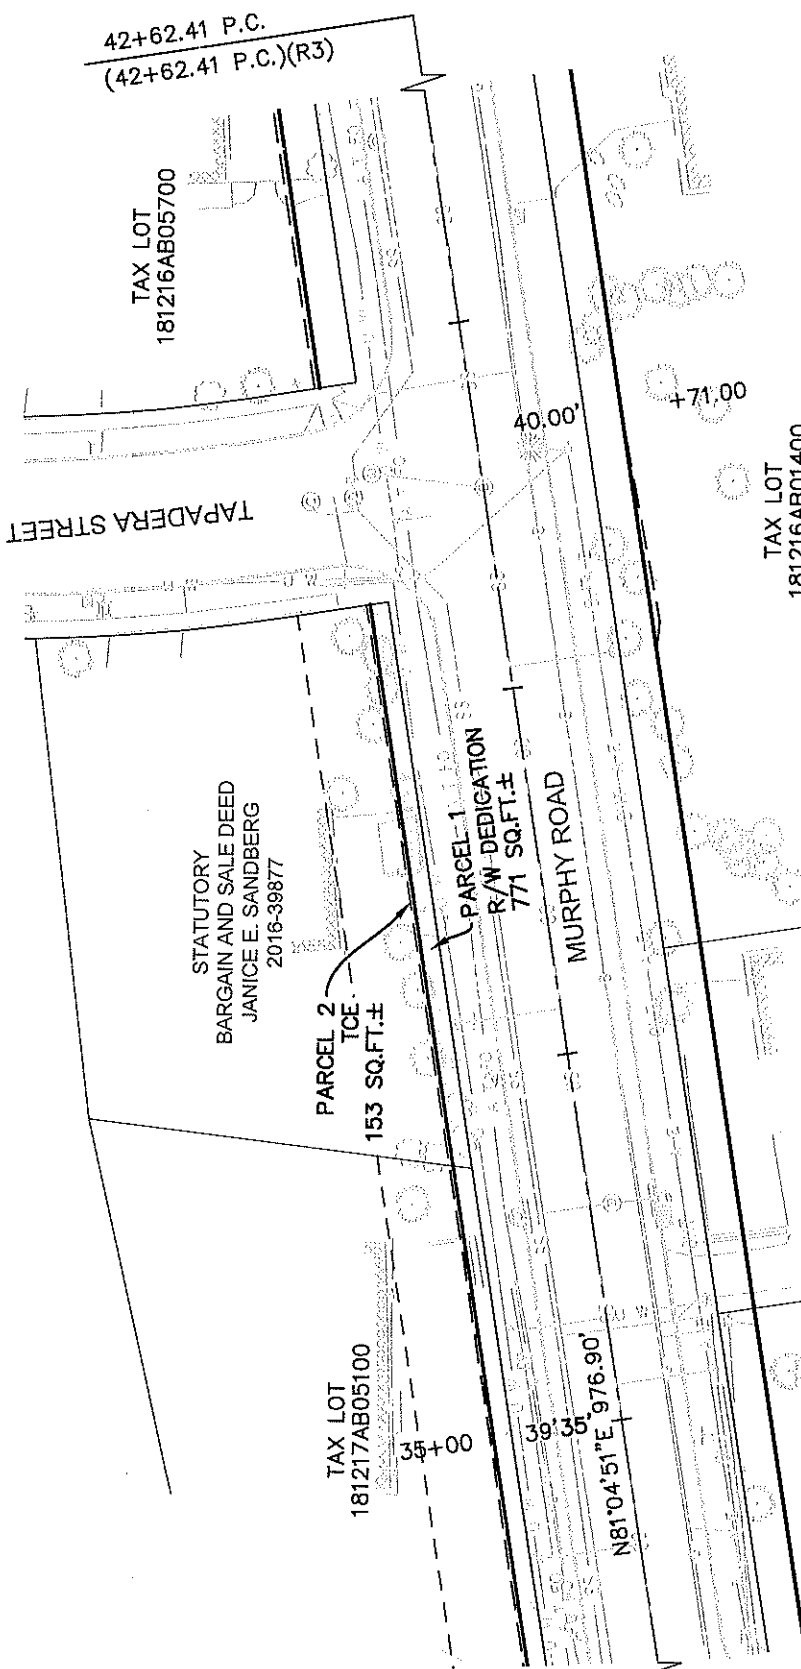 42+62.41 P.C.
(42+62.41 P.C.)(R3)
TAX LOT
181216AB05700
TAPADERA STREET
40.00'
+71.00
TAX LOT
181216AB01400
STATUTORY
BARGAIN AND SALE DEED
JANICE E. SANDBERG
2016-39877
PARCEL 1
R/W DEDICATION
771 SQ.FT.±
MURPHY ROAD
PARCEL 2
TCE.
153 SQ.FT.±
TAX LOT
181217AB05100
35+00
39'35'
N81°04'51"E 976.90'